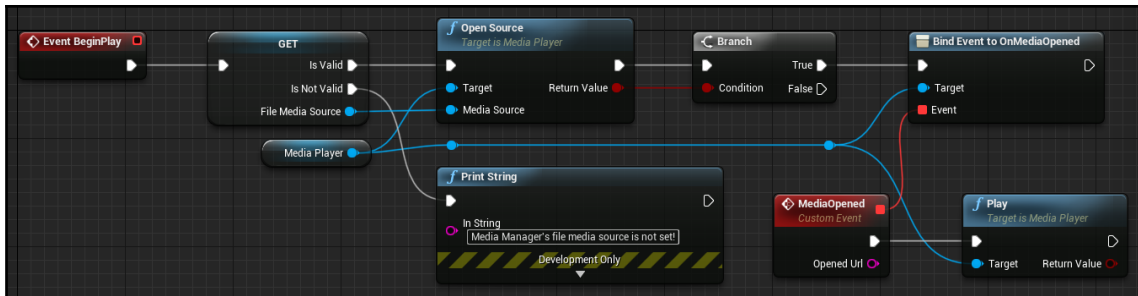 Event BeginPlay
GET
Is Valid
Is Not Valid
File Media Source
Media Player
f Open Source
Target is Media Player
Target
Return Value
Media Source
Branch
True
Condition
False
Bind Event to OnMediaOpened
Target
Event
f Print String
In String
Media Manager's file media source is not set!
Development Only
MediaOpened
Custom Event
Opened Url
f Play
Target is Media Player
Target
Return Value